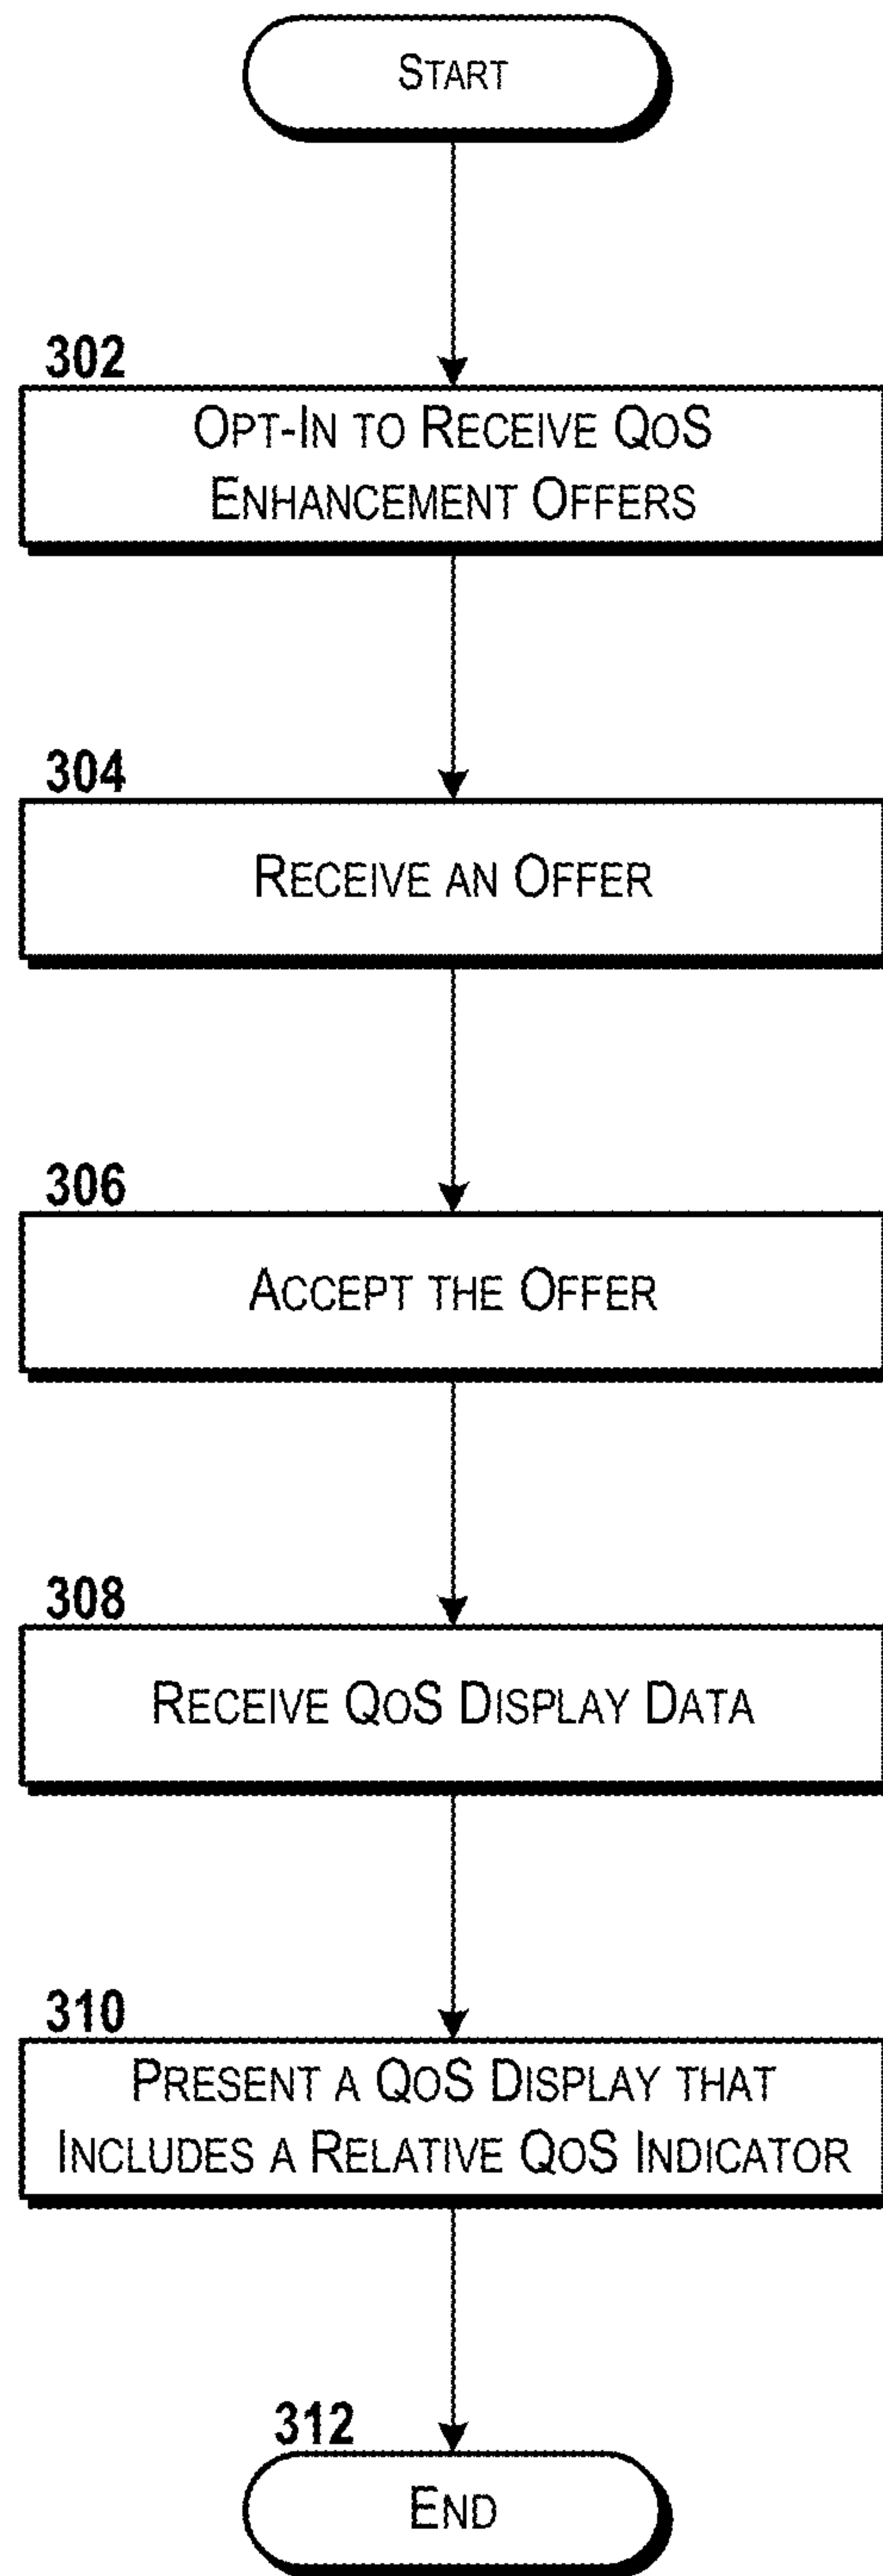 START
302
OPT-IN TO RECEIVE QOS
ENHANCEMENT OFFERS
304
RECEIVE AN OFFER
306
ACCEPT THE OFFER
308
RECEIVE QOS DISPLAY DATA
310
PRESENT A QOS DISPLAY THAT
INCLUDES A RELATIVE QOS INDICATOR
312
END